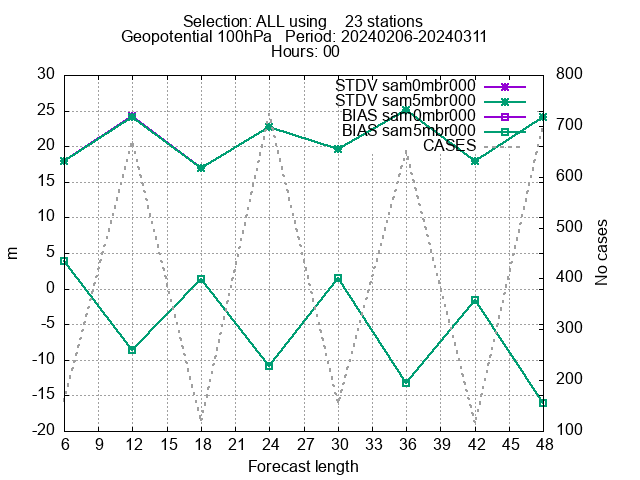 Selection: ALL using 23 stations
Geopotential 100hPa Period: 20240206-20240311
Hours: 00
30
25
20
15
10
5
0
-5
-10
-15
-20
m
800
700
600
500
400
300
200
100
No cases
STDV sam0mbr000
STDV sam5mbr000
BIAS sam0mbr000
BIAS sam5mbr000
CASES
6 9 12 15 18 21 24 27 30 33 36 39 42 45 48
Forecast length